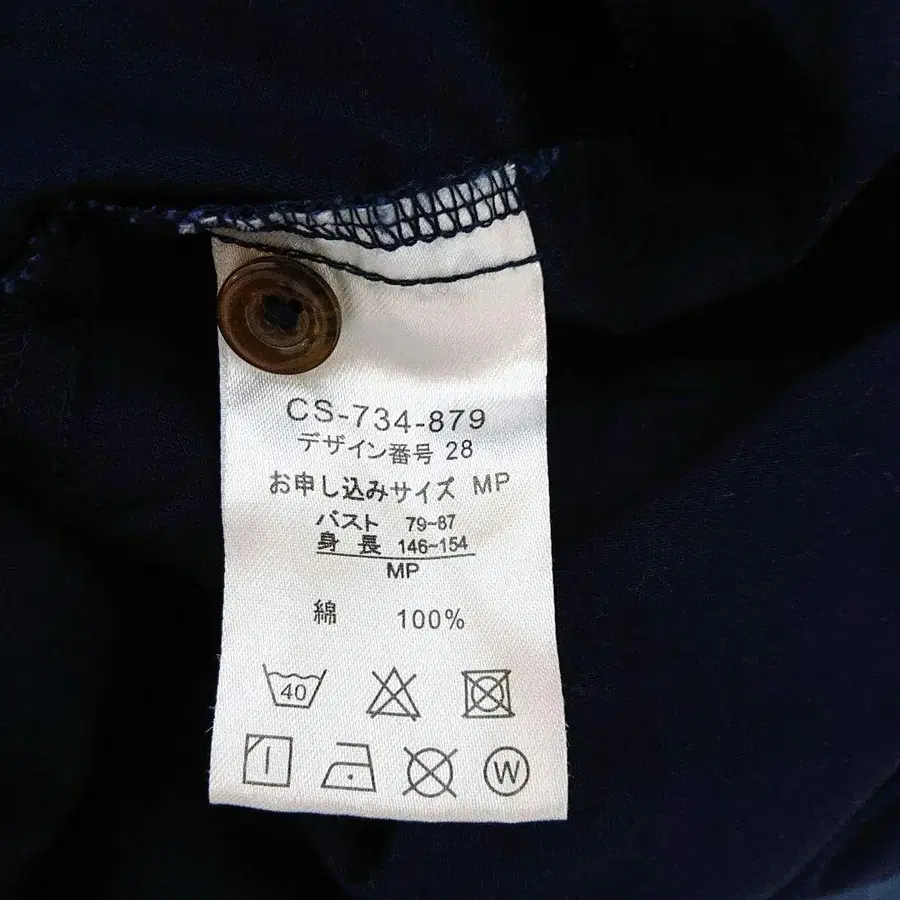 CS-734-879
デザイン番号 28
お申し込みサイズ MP
バスト 79-87
身長 146-154
MP
綿 100%
40
W